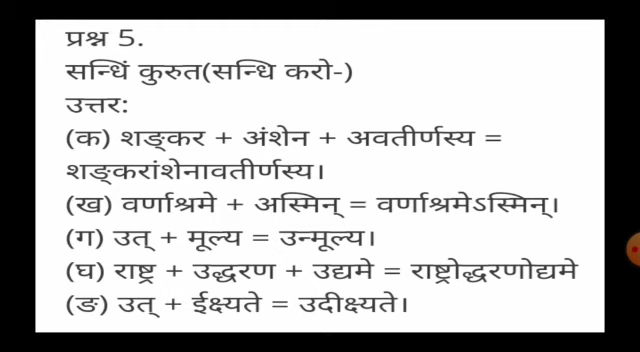 प्रश्न 5.
सन्धिं कुरुत(सन्धि करो-)
उत्तर:
(क) शङ्कर + अंशेन + अवतीर्णस्य =
शङ्करांशेनावतीर्णस्य।
(ख) वर्णाश्रमे + अस्मिन् = वर्णाश्रमेऽस्मिन्।
(ग) उत् + मूल्य = उन्मूल्य।
(घ) राष्ट्र + उद्धरण + उद्यमे = राष्ट्रोद्धरणोद्यमे
(ङ) उत् + ईक्ष्यते = उदीक्ष्यते।